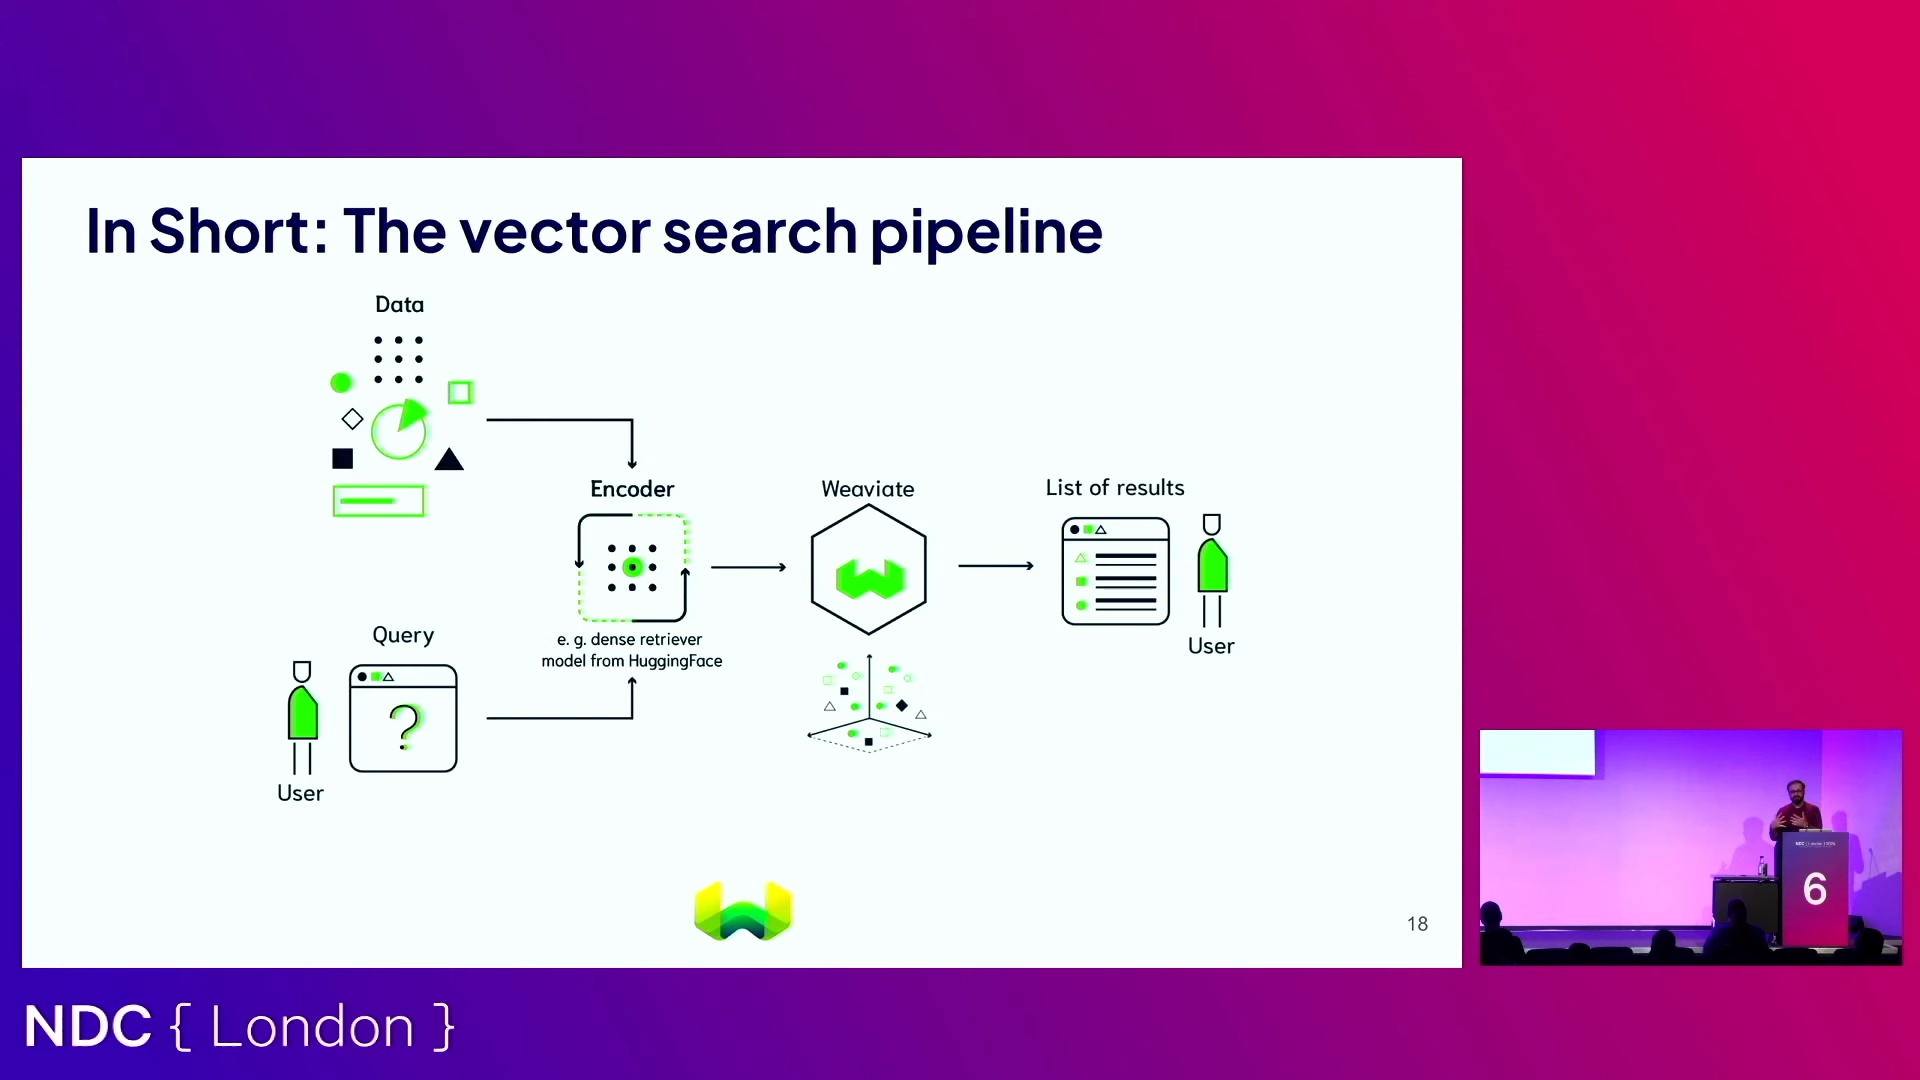 In Short: The vector search pipeline
Data
Encoder
e. g. dense retriever
model from HuggingFace
Query
?
User
Weaviate
List of results
User
18
6
NDC { London }